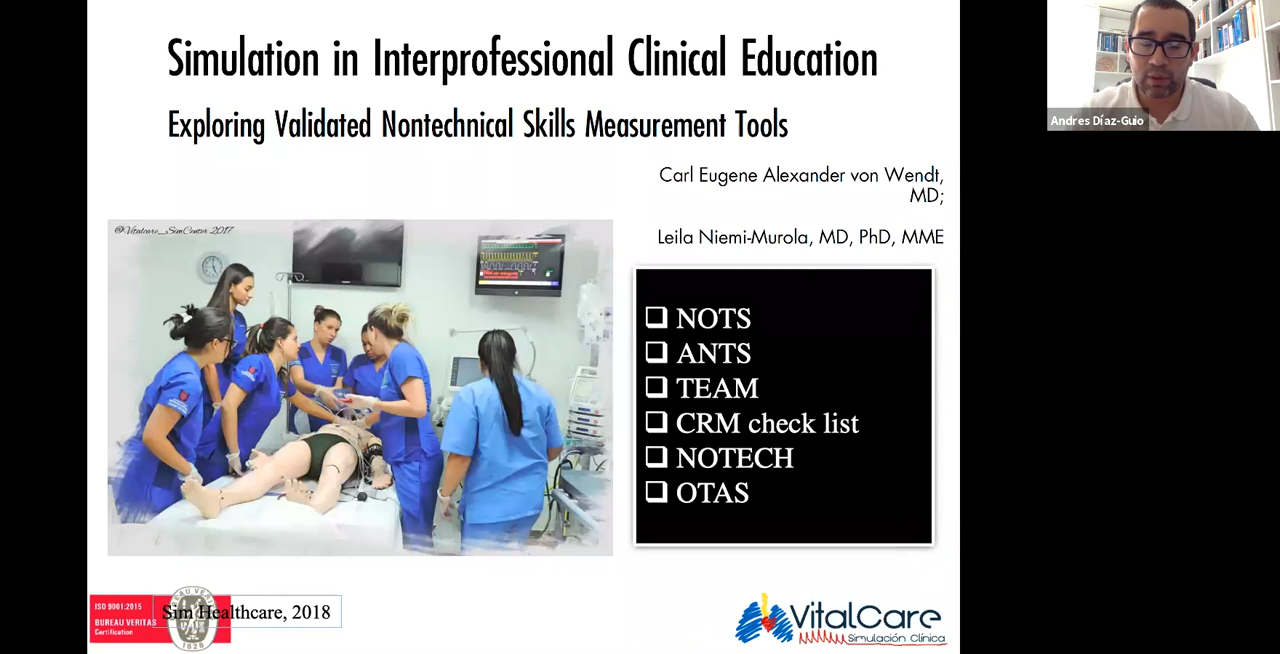 Simulation in Interprofessional Clinical Education
Exploring Validated Nontechnical Skills Measurement Tools
Carl Eugene Alexander von Wendt,
MD;
Leila Niemi-Murola, MD, PhD, MME
@Vitalcare_SimCenter 2017
❑ NOTS
❑ ANTS
❑ TEAM
❑ CRM check list
❑ NOTECH
❑ OTAS
ISO 9001:2015
BUREAU VERITAS
Certification
1828
Sim Healthcare, 2018
VitalCare
Simulación Clínica
Andres Díaz-Guio